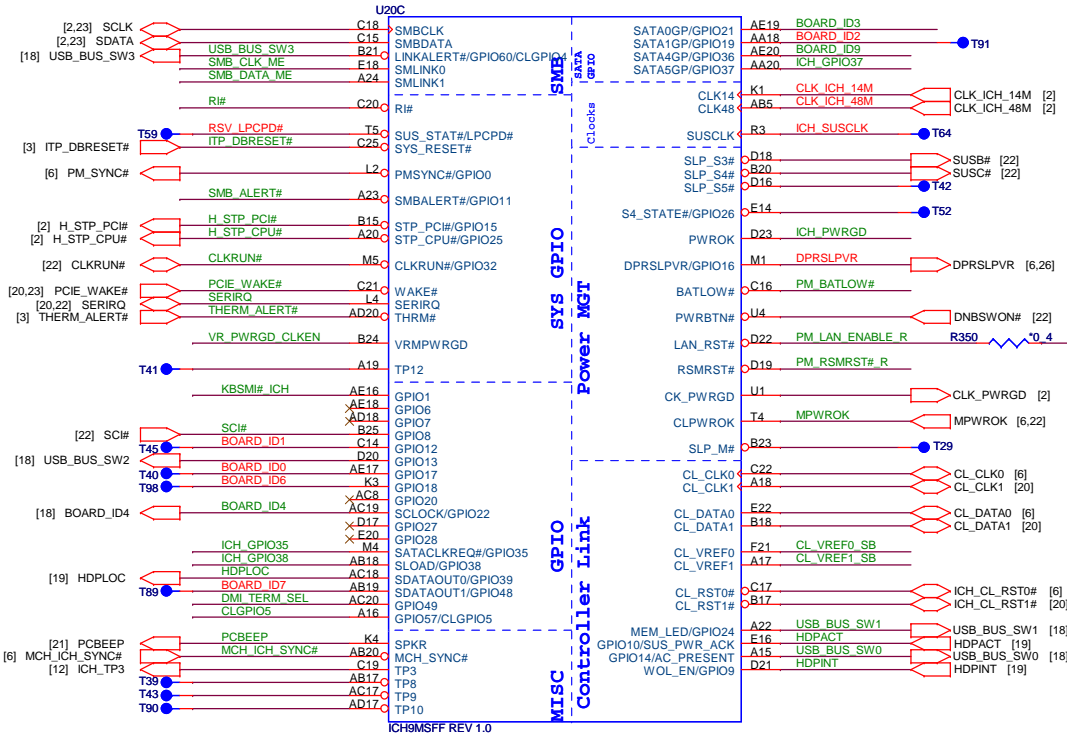 U20C
[2,23] SCLK C18 SMBCLK
[2,23] SDATA C15 SMBDATA
[18] USB_BUS_SW3 USB_BUS_SW3 B21 LINKALERT#/GPIO60/CLGPIO4
SMB_CLK_ME E18 SMLINK0
SMB_DATA_ME A24 SMLINK1
RI# C20 RI#
T59 RSV_LPCPD# T5 SUS_STAT#/LPCPD#
[3] ITP_DBRESET# ITP_DBRESET# C25 SYS_RESET#
[6] PM_SYNC# L2 PMSYNC#/GPIO0
SMB_ALERT# A23 SMBALERT#/GPIO11
[2] H_STP_PCI# H_STP_PCI# B15 STP_PCI#/GPIO15
[2] H_STP_CPU# H_STP_CPU# A20 STP_CPU#/GPIO25
[22] CLKRUN# CLKRUN# M5 CLKRUN#/GPIO32
[20,23] PCIE_WAKE# PCIE_WAKE# C21 WAKE#
[20,22] SERIRQ SERIRQ L4 SERIRQ
[3] THERM_ALERT# THERM_ALERT# AD20 THRM#
VR_PWRGD_CLKEN B24 VRMPWRGD
T41 A19 TP12
KBSMI#_ICH AE16 GPIO1
AE18 GPIO6
AD18 GPIO7
[22] SCI# SCI# B25 GPIO8
T45 BOARD_ID1 C14 GPIO12
[18] USB_BUS_SW2 D20 GPIO13
T40 BOARD_ID0 AE17 GPIO17
T98 BOARD_ID6 K3 GPIO18
AC8 GPIO20
[18] BOARD_ID4 BOARD_ID4 AC19 SCLOCK/GPIO22
D17 GPIO27
E20 GPIO28
ICH_GPIO35 M4 SATACLKREQ#/GPIO35
ICH_GPIO38 AB18 SLOAD/GPIO38
[19] HDPLOC HDPLOC AC18 SDATAOUT0/GPIO39
T89 BOARD_ID7 AB19 SDATAOUT1/GPIO48
DMI_TERM_SEL AC20 GPIO49
CLGPIO5 A16 GPIO57/CLGPIO5
[21] PCBEEP PCBEEP K4 SPKR
[6] MCH_ICH_SYNC# MCH_ICH_SYNC# AB20 MCH_SYNC#
[12] ICH_TP3 C19 TP3
T39 AB17 TP8
T43 AC17 TP9
T90 AD17 TP10
SMB
SYS GPIO
GPIO
MISC
SATA
GPIO
Clocks
Power MGT
Controller Link
SATA0GP/GPIO21 AE19 BOARD_ID3
SATA1GP/GPIO19 AA18 BOARD_ID2 T91
SATA4GP/GPIO36 AE20 BOARD_ID9
SATA5GP/GPIO37 AA20 ICH_GPIO37
CLK14 K1 CLK_ICH_14M CLK_ICH_14M [2]
CLK48 AB5 CLK_ICH_48M CLK_ICH_48M [2]
SUSCLK R3 ICH_SUSCLK T64
SLP_S3# D18 SUSB# [22]
SLP_S4# B20 SUSC# [22]
SLP_S5# D16 T42
S4_STATE#/GPIO26 E14 T52
PWROK D23 ICH_PWRGD
DPRSLPVR/GPIO16 M1 DPRSLPVR DPRSLPVR [6,26]
BATLOW# C16 PM_BATLOW#
PWRBTN# U4 DNBSWON# [22]
LAN_RST# D22 PM_LAN_ENABLE_R R350 *0_4
RSMRST# D19 PM_RSMRST#_R
CK_PWRGD U1 CLK_PWRGD [2]
CLPWROK T4 MPWROK MPWROK [6,22]
SLP_M# B23 T29
CL_CLK0 C22 CL_CLK0 [6]
CL_CLK1 A18 CL_CLK1 [20]
CL_DATA0 E22 CL_DATA0 [6]
CL_DATA1 B18 CL_DATA1 [20]
CL_VREF0 F21 CL_VREF0_SB
CL_VREF1 A17 CL_VREF1_SB
CL_RST0# C17 ICH_CL_RST0# [6]
CL_RST1# B17 ICH_CL_RST1# [20]
MEM_LED/GPIO24 A22 USB_BUS_SW1 USB_BUS_SW1 [18]
GPIO10/SUS_PWR_ACK E16 HDPACT HDPACT [19]
GPIO14/AC_PRESENT A15 USB_BUS_SW0 USB_BUS_SW0 [18]
WOL_EN/GPIO9 D21 HDPINT HDPINT [19]
ICH9MSFF REV 1.0